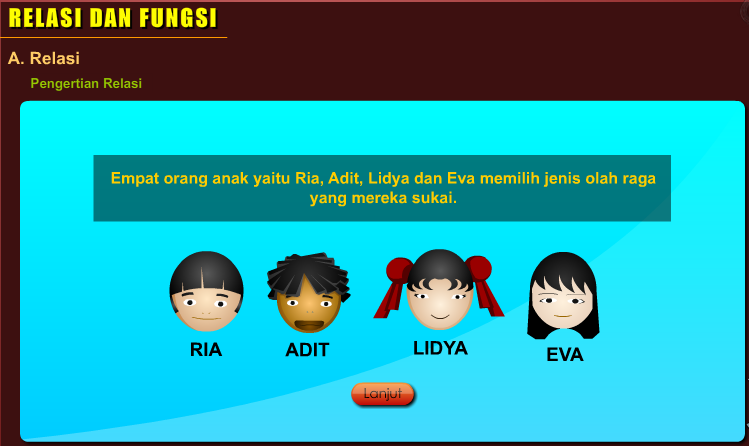 RELASI DAN FUNGSI
A. Relasi
Pengertian Relasi
Empat orang anak yaitu Ria, Adit, Lidya dan Eva memilih jenis olah raga
yang mereka sukai.
RIA
ADIT
LIDYA
EVA
Lanjut